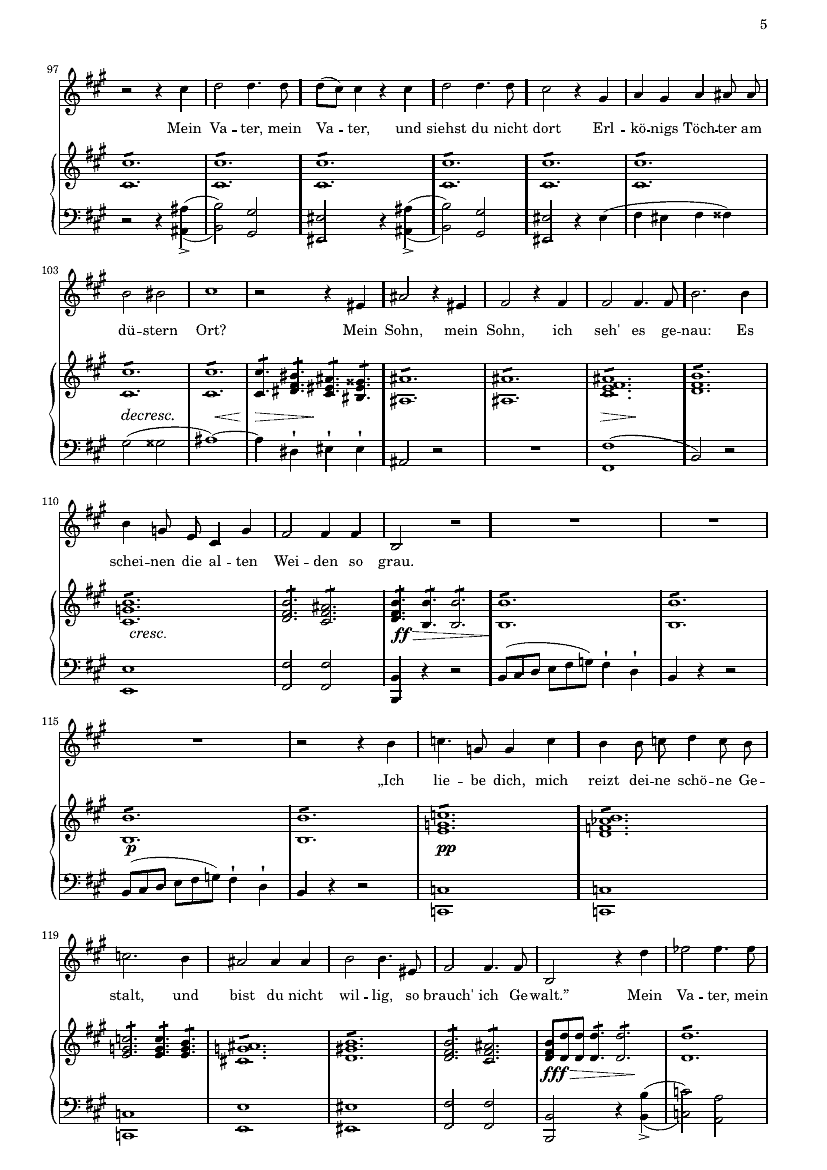 5
97
Mein Va - ter, mein Va - ter, und siehst du nicht dort Erl - kö-nigs Töch-ter am
103
dü-stern Ort? Mein Sohn, mein Sohn, ich seh' es ge-nau: Es
decresc.
110
schei-nen die al - ten Wei - den so grau.
cresc. ff
115
„Ich lie - be dich, mich reizt dei-ne schö-ne Ge-
p pp
119
stalt, und bist du nicht wil-lig, so brauch' ich Gewalt.” Mein Va - ter, mein
fff